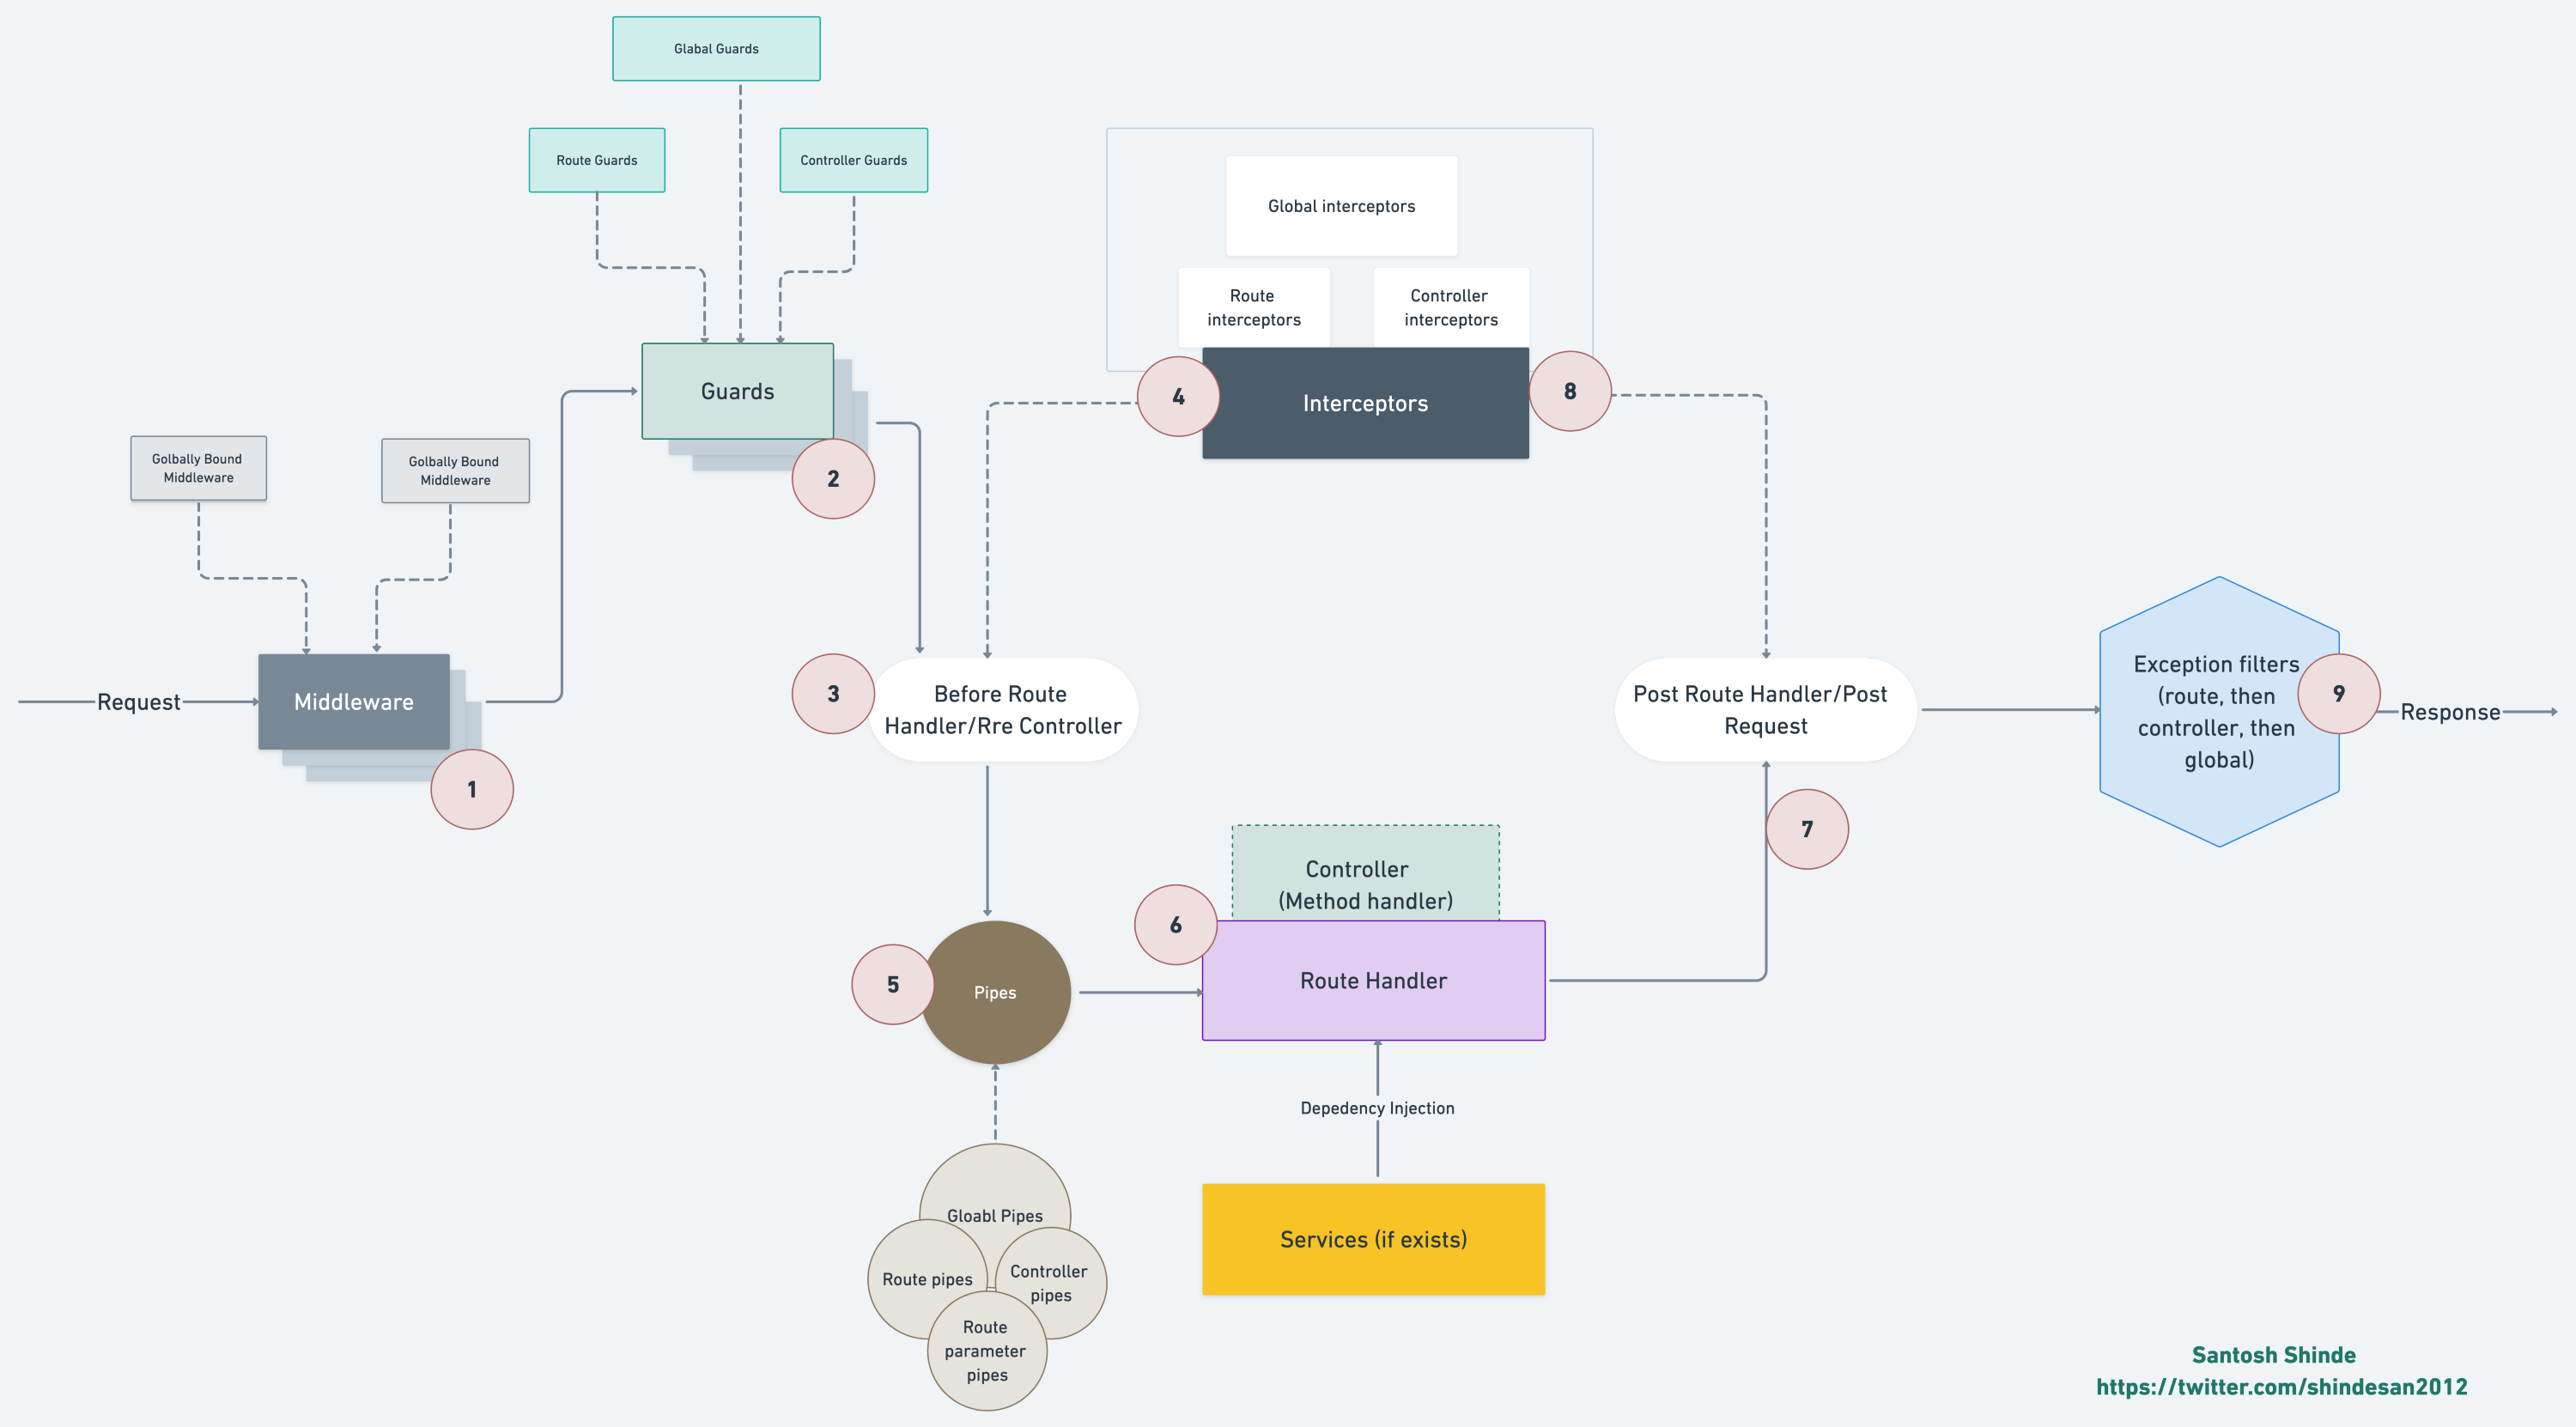 Glabal Guards
Route Guards
Controller Guards
Global interceptors
Route
interceptors
Controller
interceptors
Guards
4
Interceptors
8
2
Golbally Bound
Middleware
Golbally Bound
Middleware
Request
Middleware
1
3
Before Route
Handler/Rre Controller
Post Route Handler/Post
Request
Exception filters
(route, then
controller, then
global)
9
Response
7
Controller
(Method handler)
6
Route Handler
5
Pipes
Depedency Injection
Services (if exists)
Gloabl Pipes
Route pipes
Controller
pipes
Route
parameter
pipes
Santosh Shinde
https://twitter.com/shindesan2012